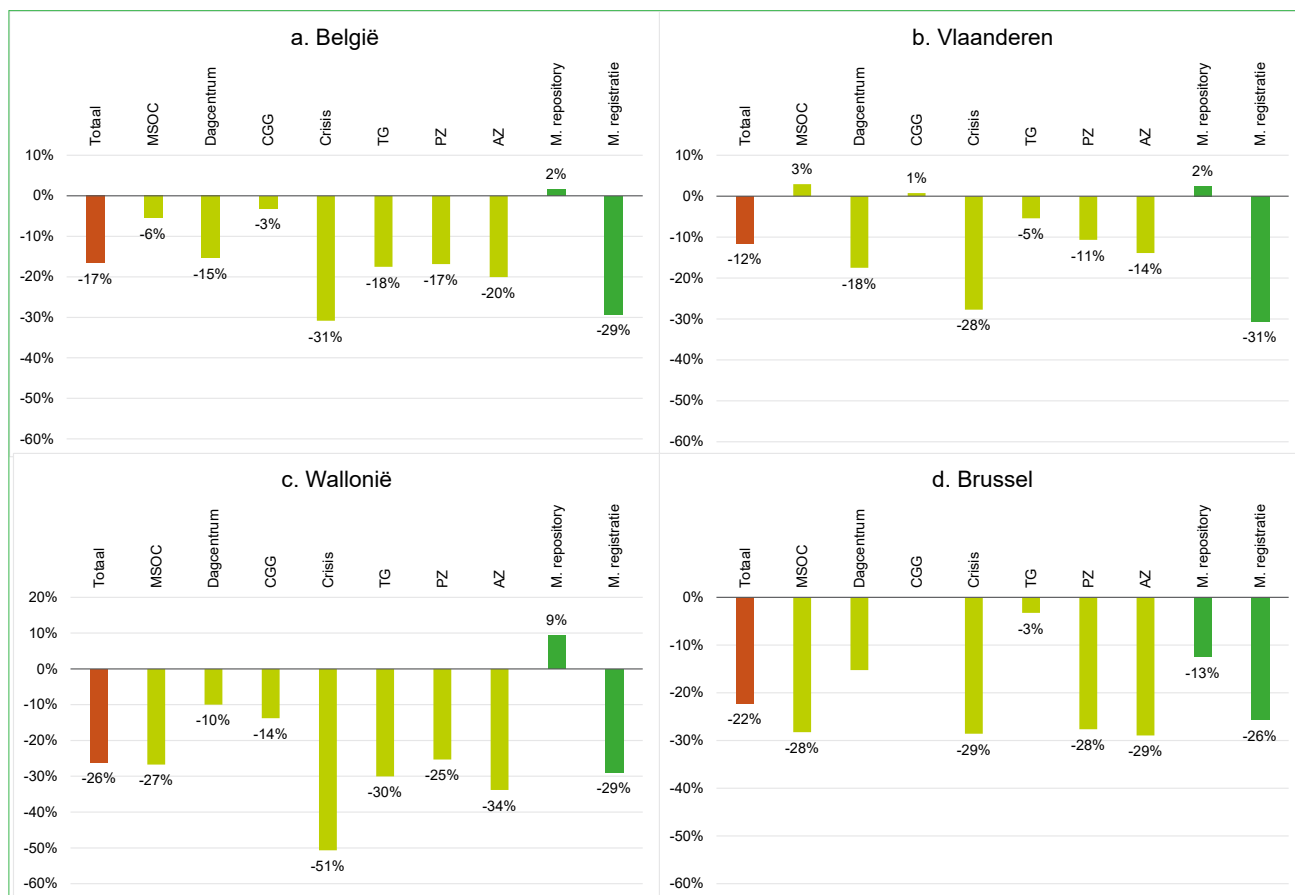 a. België
Totaal
MSOC
Dagcentrum
CGG
Crisis
TG
PZ
AZ
M. repository
M. registratie
10%
0%
-10%
-20%
-30%
-40%
-50%
-60%
-17%
-6%
-15%
-3%
-31%
-18%
-17%
-20%
2%
-29%
b. Vlaanderen
Totaal
MSOC
Dagcentrum
CGG
Crisis
TG
PZ
AZ
M. repository
M. registratie
10%
0%
-10%
-20%
-30%
-40%
-50%
-60%
-12%
3%
-18%
1%
-28%
-5%
-11%
-14%
2%
-31%
c. Wallonië
Totaal
MSOC
Dagcentrum
CGG
Crisis
TG
PZ
AZ
M. repository
M. registratie
20%
10%
0%
-10%
-20%
-30%
-40%
-50%
-60%
-26%
-27%
-10%
-14%
-51%
-30%
-25%
-34%
9%
-29%
d. Brussel
Totaal
MSOC
Dagcentrum
CGG
Crisis
TG
PZ
AZ
M. repository
M. registratie
0%
-10%
-20%
-30%
-40%
-50%
-60%
-22%
-28%
-29%
-3%
-28%
-29%
-13%
-26%